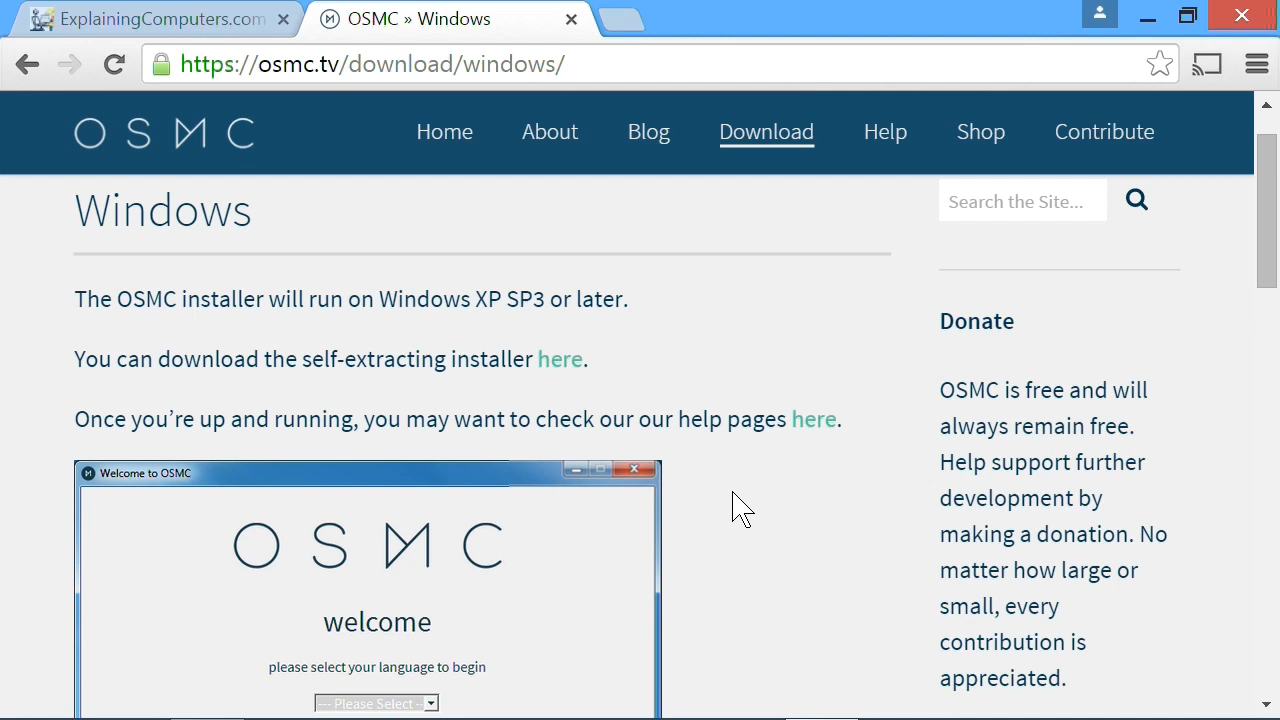 ExplainingComputers.com
OSMC » Windows
https://osmc.tv/download/windows/
OSMC
Home
About
Blog
Download
Help
Shop
Contribute
Windows
Search the Site...
The OSMC installer will run on Windows XP SP3 or later.
You can download the self-extracting installer here.
Once you’re up and running, you may want to check our our help pages here.
Welcome to OSMC
OSMC
welcome
please select your language to begin
--- Please Select --
Donate
OSMC is free and will
always remain free.
Help support further
development by
making a donation. No
matter how large or
small, every
contribution is
appreciated.